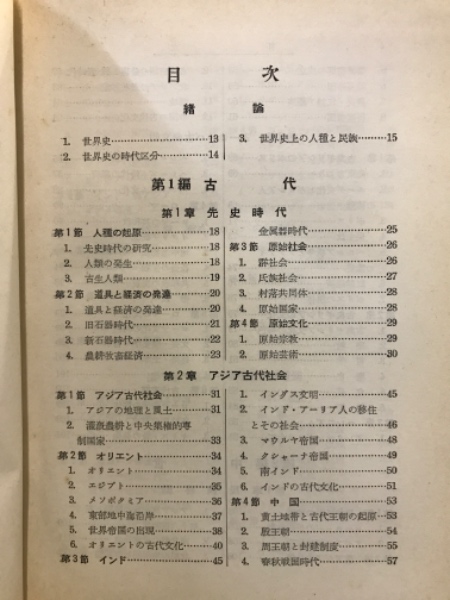 目次
緒論
1. 世界史………………………13
2. 世界史の時代区分…………14
3. 世界史上の人種と民族………15
第1編 古代
第1章 先史時代
第1節 人種の起原………………18
1. 先史時代の研究………………18
2. 人類の発生……………………18
3. 古生人類………………………19
第2節 道具と経済の発達………20
1. 道具と経済の発達……………20
2. 旧石器時代……………………21
3. 新石器時代……………………22
4. 農耕牧畜経済…………………23
金属器時代………………………25
第3節 原始社会…………………26
1. 群社会…………………………26
2. 氏族社会………………………27
3. 村落共同体……………………28
4. 原始国家………………………28
第4節 原始文化…………………29
1. 原始宗教………………………29
2. 原始芸術………………………30
第2章 アジア古代社会
第1節 アジア古代社会…………31
1. アジアの地理と風土…………31
2. 灌漑農耕と中央集権的専
制国家……………………………33
第2節 オリエント………………34
1. オリエント……………………34
2. エジプト………………………35
3. メソポタミア…………………36
4. 東部地中海沿岸………………37
5. 世界帝国の出現………………38
6. オリエントの古代文化………40
第3節 インド……………………45
1. インダス文明…………………45
2. インド・アーリア人の移住
とその社会………………………46
3. マウルヤ帝国…………………48
4. クシャーナ帝国………………49
5. 南インド………………………50
6. インドの古代文化……………51
第4節 中国………………………53
1. 黄土地帯と古代王朝の起原…53
2. 殷王朝…………………………54
3. 周王朝と封建制度……………55
4. 春秋戦国時代…………………57